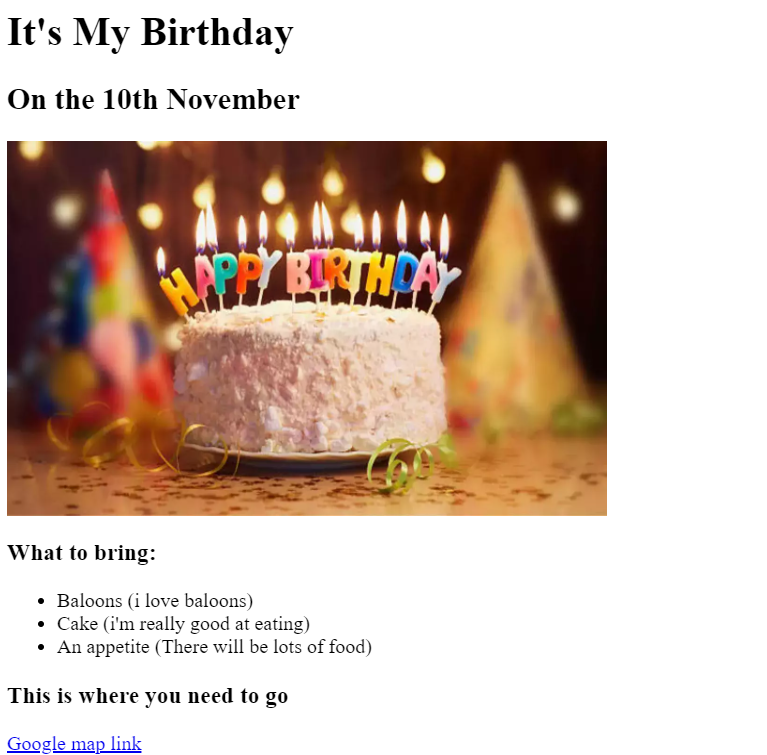 It's My Birthday
On the 10th November
HAPPY BIRTHDAY
What to bring:
Baloons (i love baloons)
Cake (i'm really good at eating)
An appetite (There will be lots of food)
This is where you need to go
Google map link